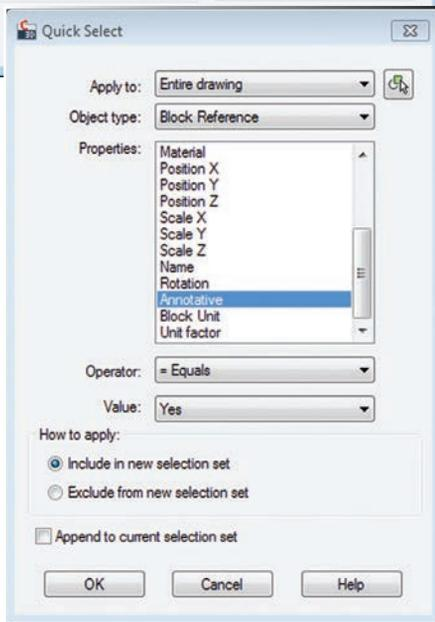 Quick Select
Apply to: Entire drawing
Object type: Block Reference
Properties: Material
Position X
Position Y
Position Z
Scale X
Scale Y
Scale Z
Name
Rotation
Annotative
Block Unit
Unit factor
Operator: = Equals
Value: Yes
How to apply:
Include in new selection set
Exclude from new selection set
Append to current selection set
OK Cancel Help